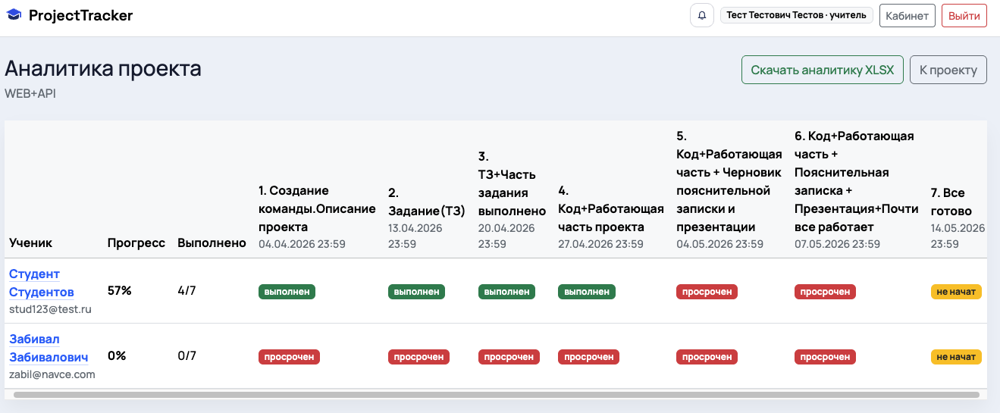 ProjectTracker
Тест Тестович Тестов · учитель
Кабинет
Выйти
Аналитика проекта
WEB+API
Скачать аналитику XLSX
К проекту
Ученик
Прогресс
Выполнено
1. Создание
команды.Описание
проекта
04.04.2026 23:59
2.
Задание(ТЗ)
13.04.2026
23:59
3.
ТЗ+Часть
задания
выполнено
20.04.2026
23:59
4.
Код+Работающая
часть проекта
27.04.2026 23:59
5.
Код+Работающая
часть + Черновик
пояснительной
записки и
презентации
04.05.2026 23:59
6. Код+Работающая
часть +
Пояснительная
записка +
Презентация+Почти
все работает
07.05.2026 23:59
7. Все
готово
14.05.2026
23:59
Студент
Студентов
stud123@test.ru
57%
4/7
выполнен
выполнен
выполнен
выполнен
просрочен
просрочен
не начат
Забивал
Забивалович
zabil@navce.com
0%
0/7
просрочен
просрочен
просрочен
просрочен
просрочен
просрочен
не начат